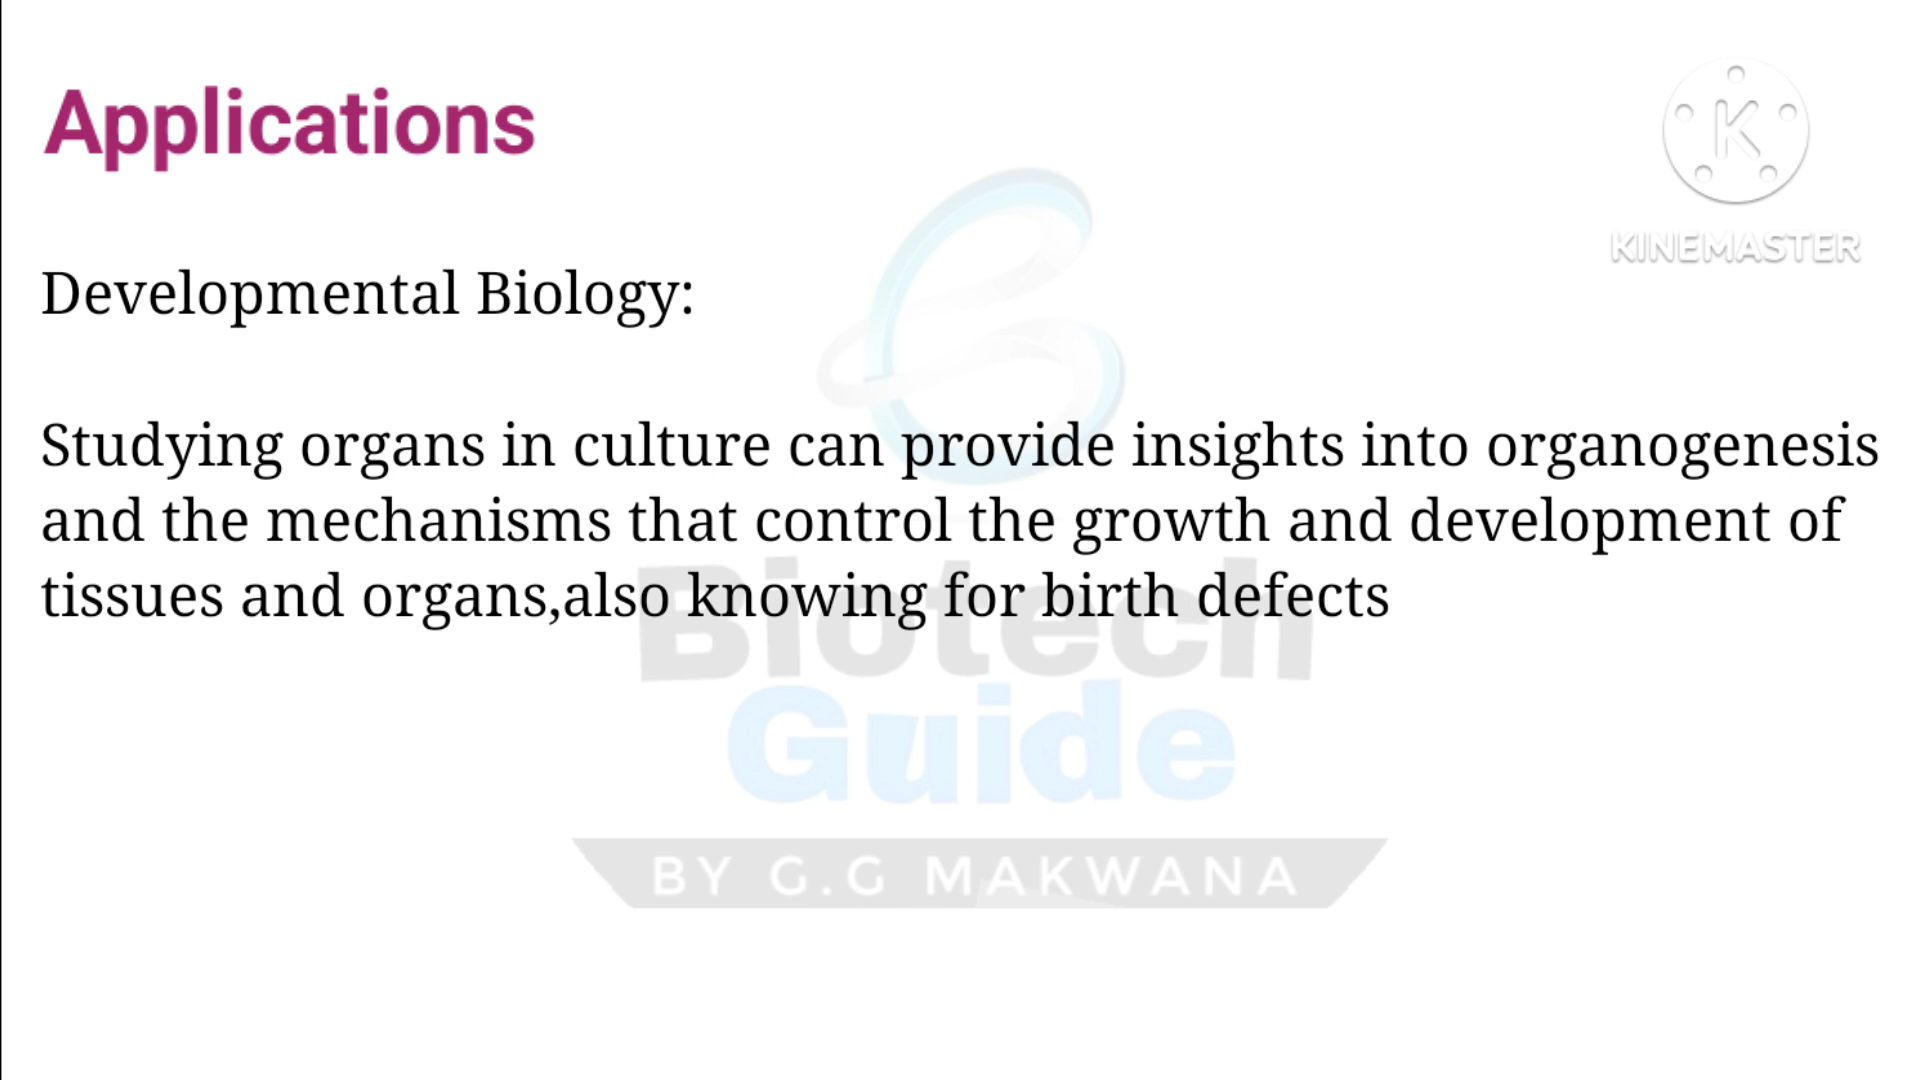 Applications
K
KINEMASTER
Developmental Biology:
Studying organs in culture can provide insights into organogenesis
and the mechanisms that control the growth and development of
tissues and organs,also knowing for birth defects
Biotech
Guide
BY G.G MAKWANA